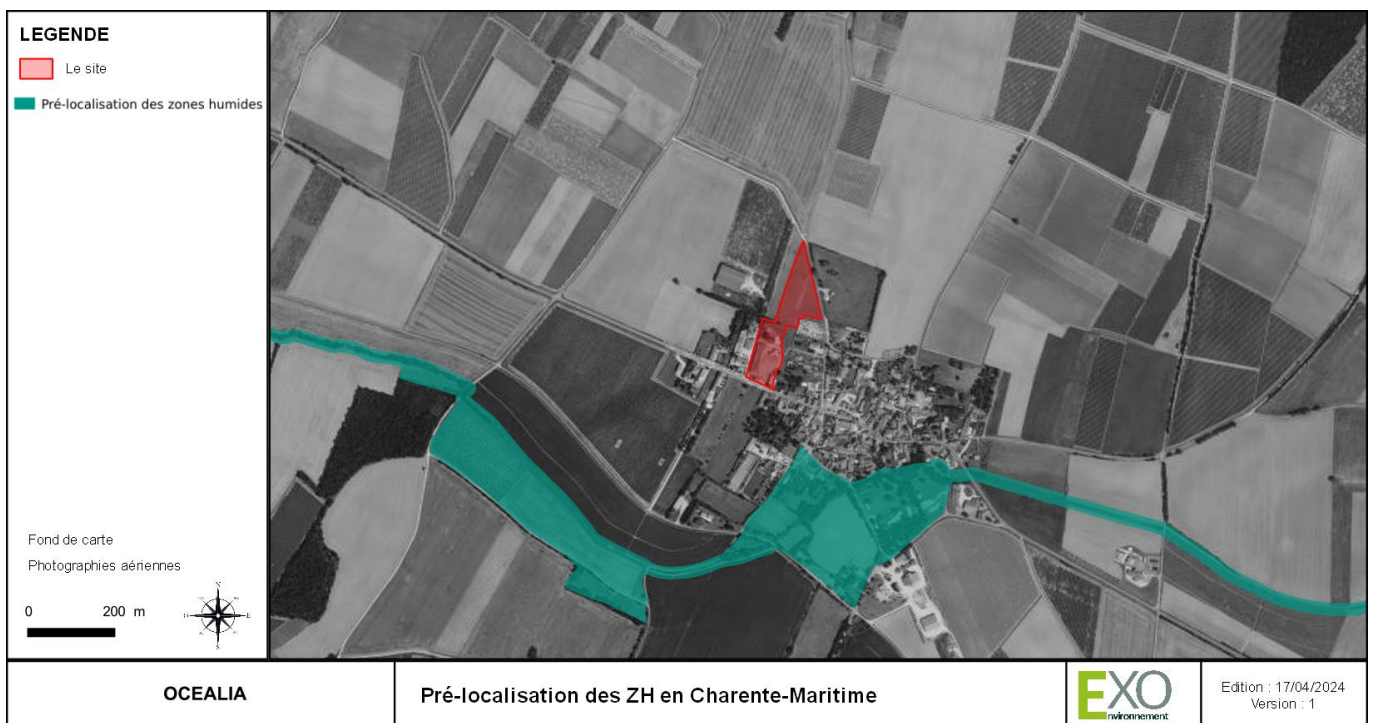 LEGENDE
Le site
Pré-localisation des zones humides
Fond de carte
Photographies aériennes
0 200 m
N
OCEALIA
Pré-localisation des ZH en Charente-Maritime
EXO
nvironnement
Edition : 17/04/2024
Version : 1